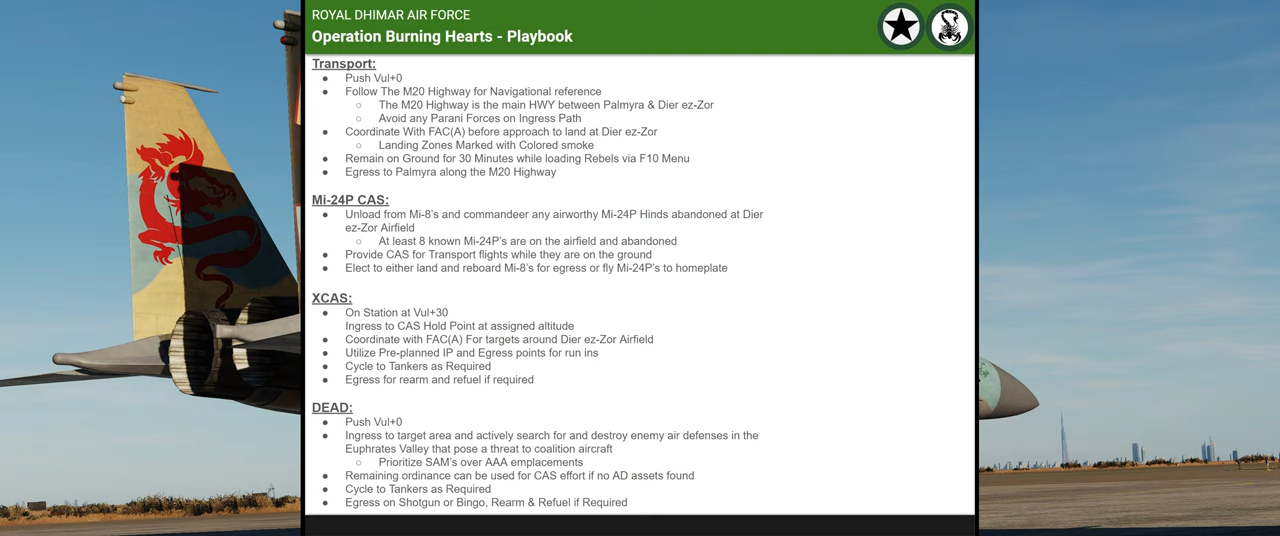 ROYAL DHIMAR AIR FORCE
Operation Burning Hearts - Playbook
Transport:
● Push Vul+0
● Follow The M20 Highway for Navigational reference
○ The M20 Highway is the main HWY between Palmyra & Dier ez-Zor
○ Avoid any Parani Forces on Ingress Path
● Coordinate With FAC(A) before approach to land at Dier ez-Zor
○ Landing Zones Marked with Colored smoke
● Remain on Ground for 30 Minutes while loading Rebels via F10 Menu
● Egress to Palmyra along the M20 Highway
Mi-24P CAS:
● Unload from Mi-8's and commandeer any airworthy Mi-24P Hinds abandoned at Dier
ez-Zor Airfield
○ At least 8 known Mi-24P's are on the airfield and abandoned
● Provide CAS for Transport flights while they are on the ground
● Elect to either land and reboard Mi-8's for egress or fly Mi-24P's to homeplate
XCAS:
● On Station at Vul+30
Ingress to CAS Hold Point at assigned altitude
● Coordinate with FAC(A) For targets around Dier ez-Zor Airfield
● Utilize Pre-planned IP and Egress points for run ins
● Cycle to Tankers as Required
● Egress for rearm and refuel if required
DEAD:
● Push Vul+0
● Ingress to target area and actively search for and destroy enemy air defenses in the
Euphrates Valley that pose a threat to coalition aircraft
○ Prioritize SAM's over AAA emplacements
● Remaining ordinance can be used for CAS effort if no AD assets found
● Cycle to Tankers as Required
● Egress on Shotgun or Bingo, Rearm & Refuel if Required